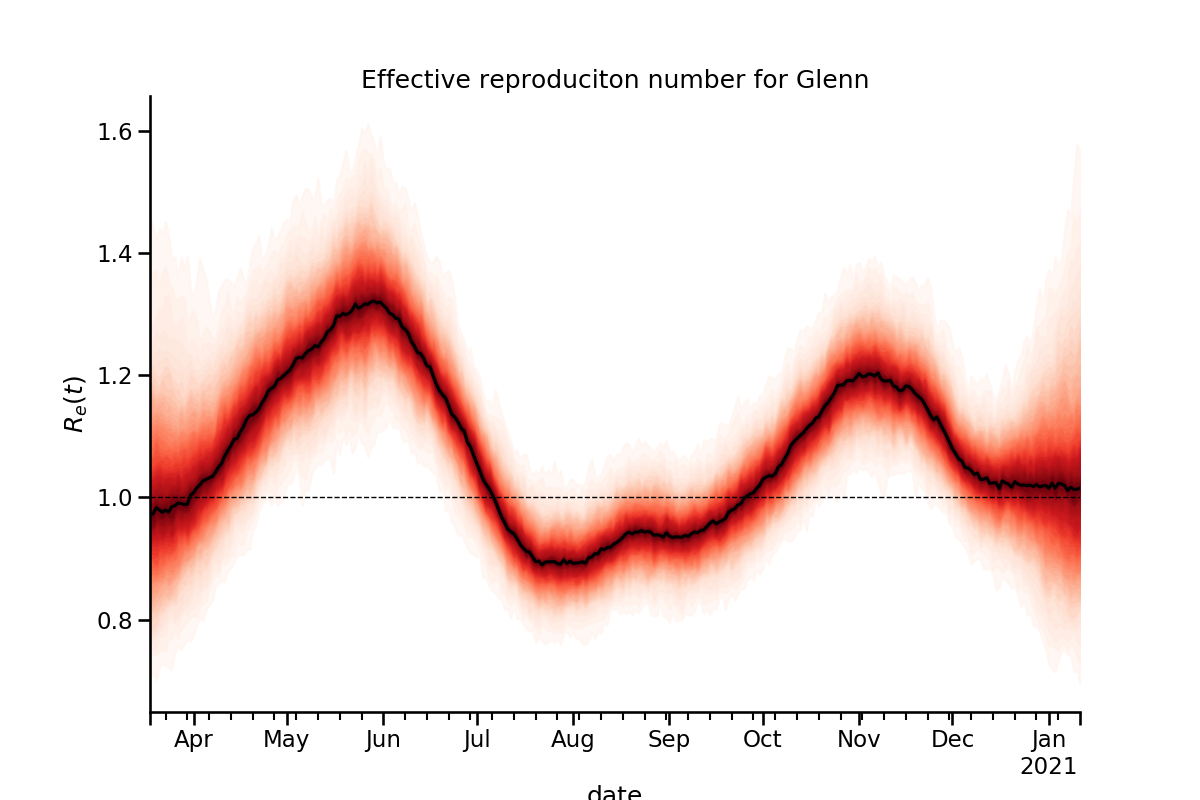 Effective reproduciton number for Glenn
1.6
1.4
1.2
1.0
0.8
R_e(t)
Apr May Jun Jul Aug Sep Oct Nov Dec Jan
2021
date